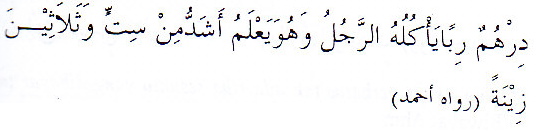 دِرْهُمٌ رِبًا يَأْكُلُهُ الرَّجُلُ وَهُوَ يَعْلَمُ أَشَدُّ مِنْ سِتٍّ وَثَلَاثِيْنَ
زِيْنَةً (رواه أحمد)